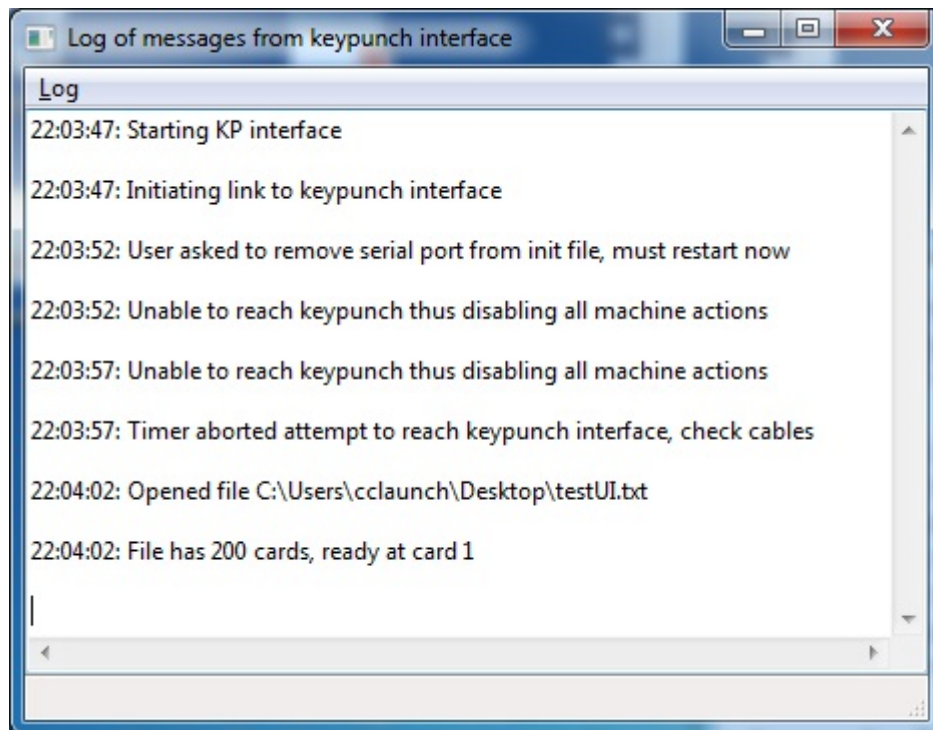 Log of messages from keypunch interface
Log
22:03:47: Starting KP interface
22:03:47: Initiating link to keypunch interface
22:03:52: User asked to remove serial port from init file, must restart now
22:03:52: Unable to reach keypunch thus disabling all machine actions
22:03:57: Unable to reach keypunch thus disabling all machine actions
22:03:57: Timer aborted attempt to reach keypunch interface, check cables
22:04:02: Opened file C:\Users\cclaunch\Desktop\testUI.txt
22:04:02: File has 200 cards, ready at card 1